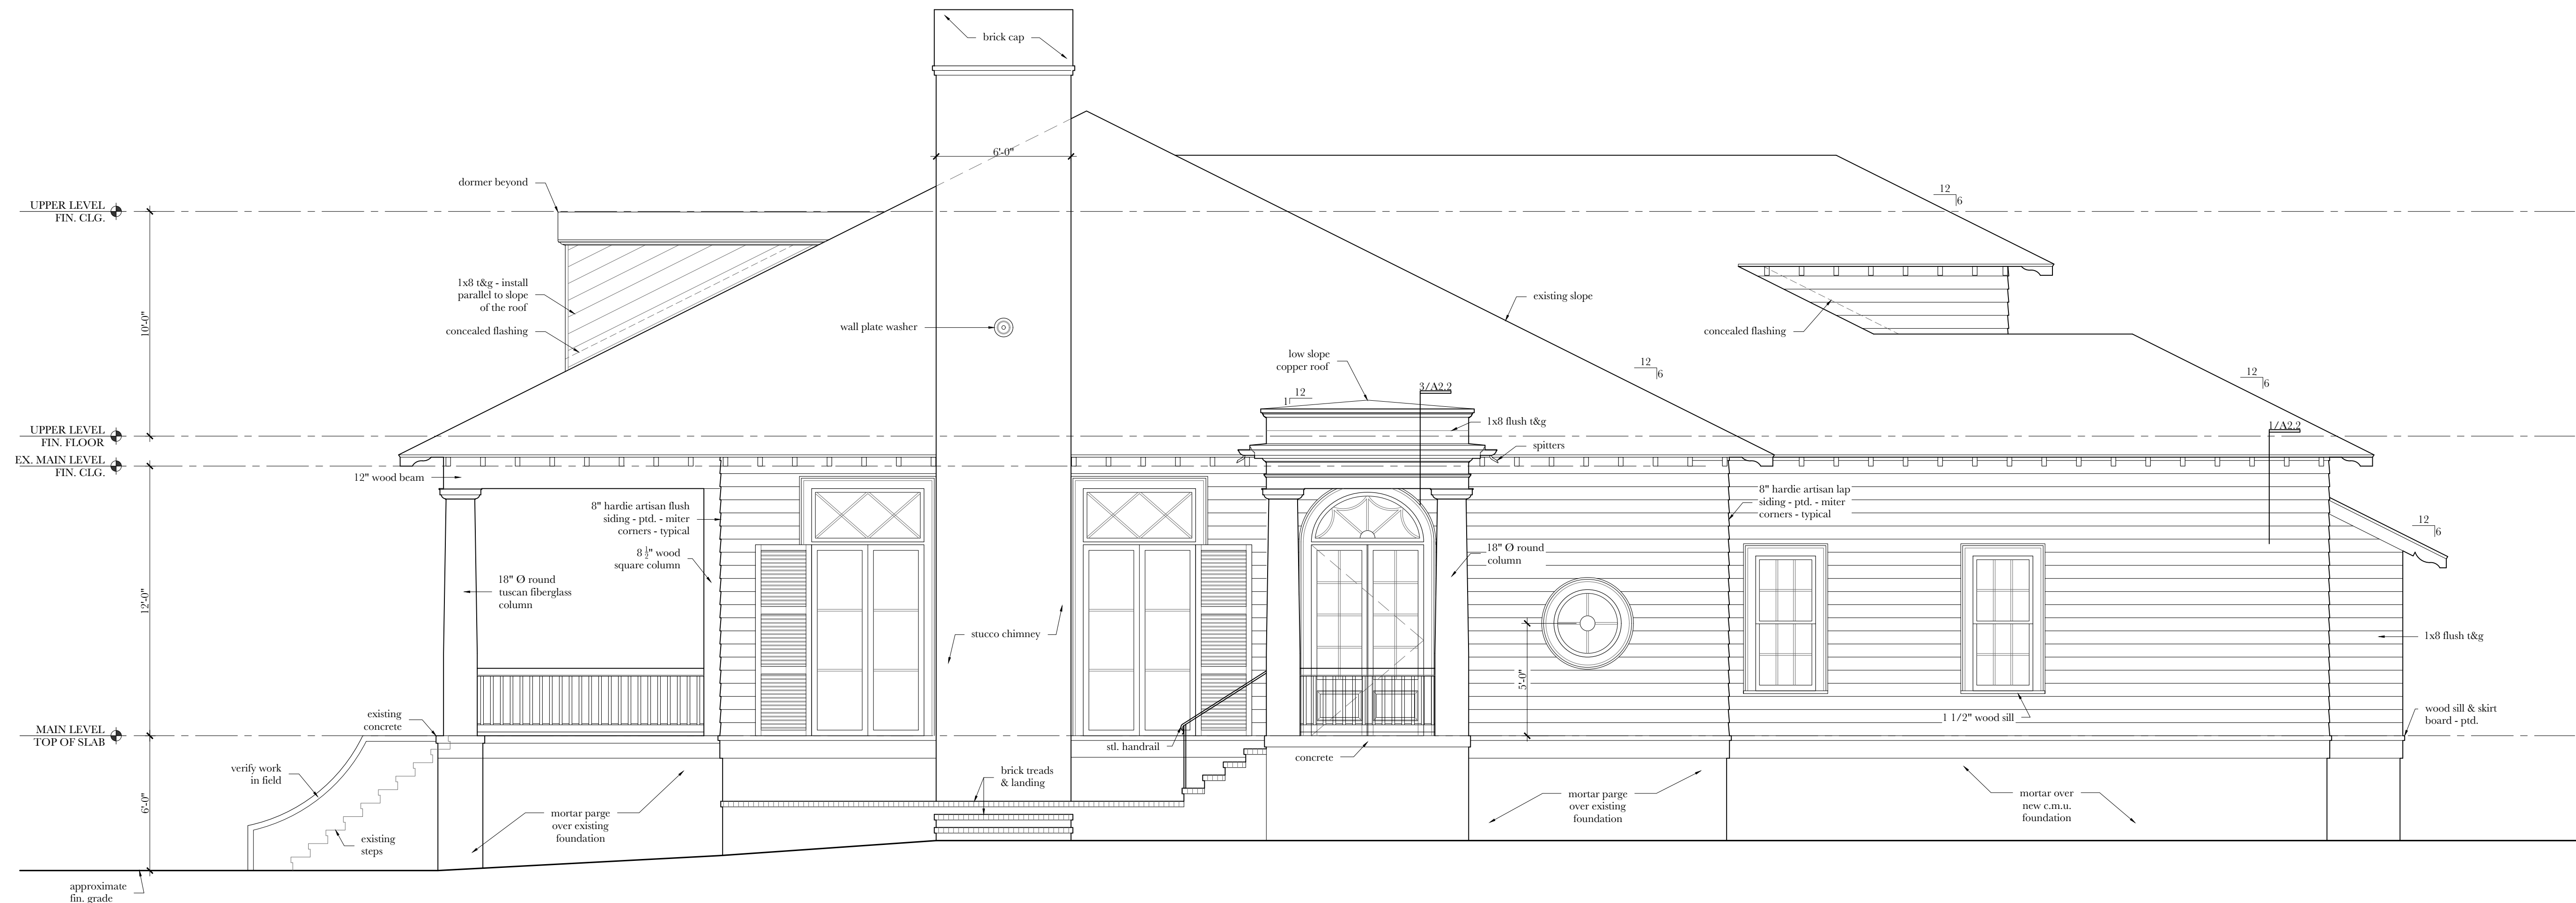 brick cap
6'-0"
dormer beyond
12
6
UPPER LEVEL
FIN. CLG.
1x8 t&g - install
parallel to slope
of the roof
concealed flashing
wall plate washer
existing slope
concealed flashing
10'-0"
low slope
copper roof
12
6
12
6
3/A2.2
12
1
1x8 flush t&g
1/A2.2
UPPER LEVEL
FIN. FLOOR
spitters
EX. MAIN LEVEL
FIN. CLG.
12" wood beam
8" hardie artisan flush
siding - ptd. - miter
corners - typical
8" hardie artisan lap
siding - ptd. - miter
corners - typical
12
6
8 1/2" wood
square column
18" Ø round
column
18" Ø round
tuscan fiberglass
column
12'-0"
stucco chimney
1x8 flush t&g
5'-0"
existing
concrete
1 1/2" wood sill
wood sill & skirt
board - ptd.
MAIN LEVEL
TOP OF SLAB
stl. handrail
concrete
verify work
in field
brick treads
& landing
6'-0"
mortar parge
over existing
foundation
mortar parge
over existing
foundation
mortar over
new c.m.u.
foundation
existing
steps
approximate
fin. grade